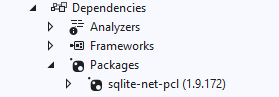 Dependencies
Analyzers
Frameworks
Packages
sqlite-net-pcl (1.9.172)